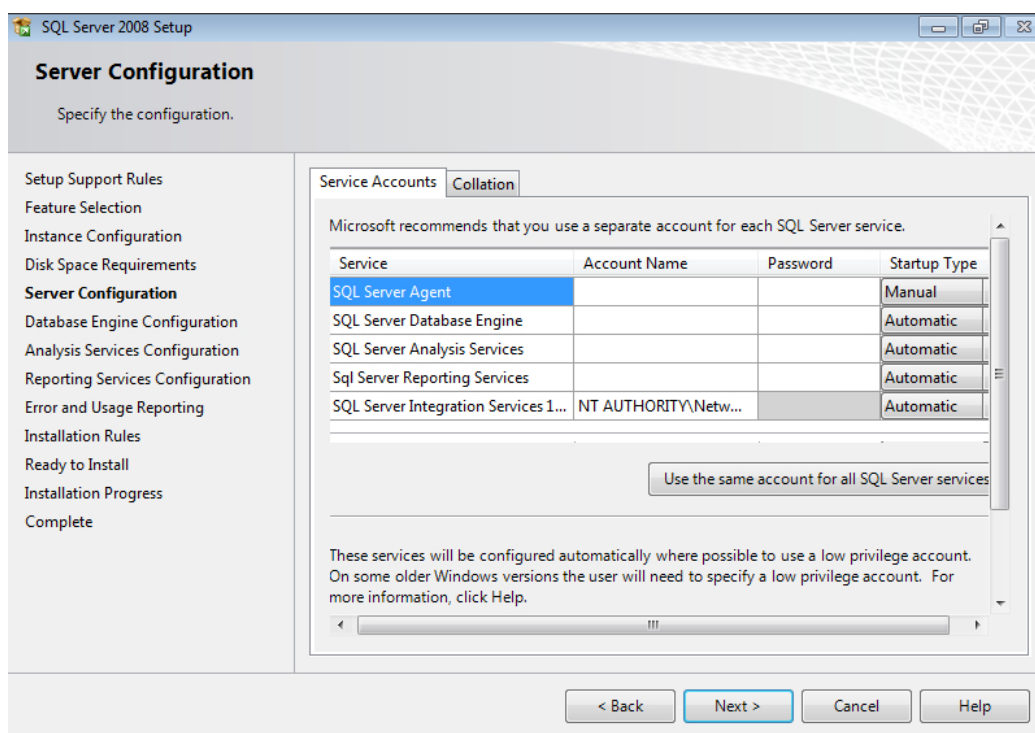 SQL Server 2008 Setup
Server Configuration
Specify the configuration.
Setup Support Rules
Feature Selection
Instance Configuration
Disk Space Requirements
Server Configuration
Database Engine Configuration
Analysis Services Configuration
Reporting Services Configuration
Error and Usage Reporting
Installation Rules
Ready to Install
Installation Progress
Complete
Service Accounts Collation
Microsoft recommends that you use a separate account for each SQL Server service.
Service Account Name Password Startup Type
SQL Server Agent Manual
SQL Server Database Engine Automatic
SQL Server Analysis Services Automatic
Sql Server Reporting Services Automatic
SQL Server Integration Services 1... NT AUTHORITY\Netw... Automatic
Use the same account for all SQL Server services
These services will be configured automatically where possible to use a low privilege account.
On some older Windows versions the user will need to specify a low privilege account. For
more information, click Help.
< Back Next > Cancel Help